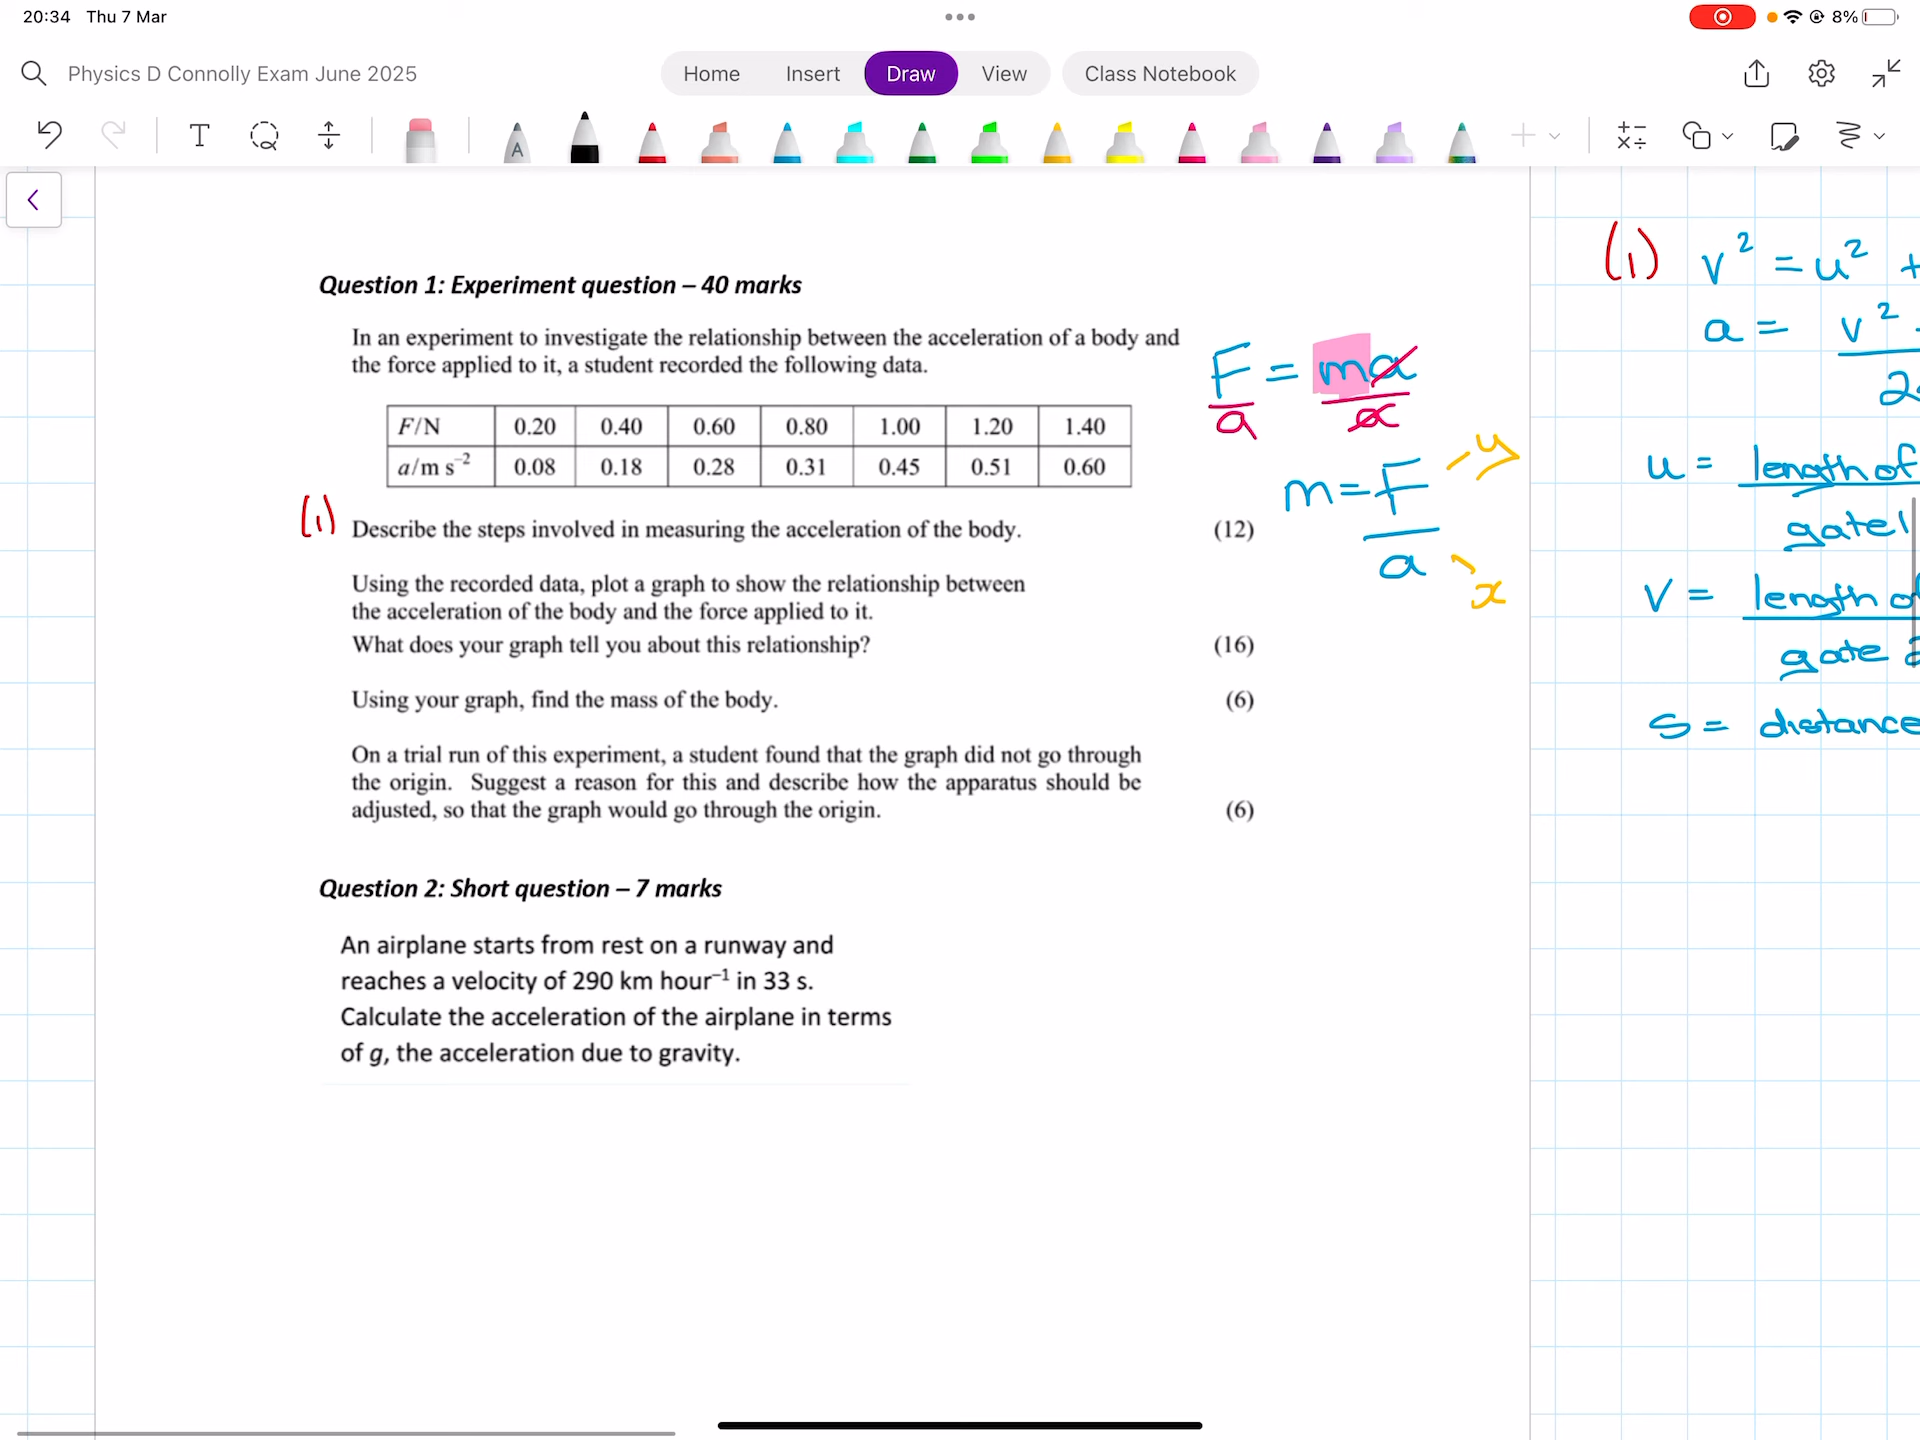 20:34 Thu 7 Mar
8%
Physics D Connolly Exam June 2025
Home Insert Draw View Class Notebook
T
A
Question 1: Experiment question – 40 marks
In an experiment to investigate the relationship between the acceleration of a body and
the force applied to it, a student recorded the following data.
F/N 0.20 0.40 0.60 0.80 1.00 1.20 1.40
a/m s⁻² 0.08 0.18 0.28 0.31 0.45 0.51 0.60
(i) Describe the steps involved in measuring the acceleration of the body. (12)
Using the recorded data, plot a graph to show the relationship between
the acceleration of the body and the force applied to it.
What does your graph tell you about this relationship? (16)
Using your graph, find the mass of the body. (6)
On a trial run of this experiment, a student found that the graph did not go through
the origin. Suggest a reason for this and describe how the apparatus should be
adjusted, so that the graph would go through the origin. (6)
Question 2: Short question – 7 marks
An airplane starts from rest on a runway and
reaches a velocity of 290 km hour⁻¹ in 33 s.
Calculate the acceleration of the airplane in terms
of g, the acceleration due to gravity.
F = ma
a a
m = F y
a x
(i) v² = u² +
a = v² -
2
u = length of
gate 1
v = length of
gate 2
s = distance